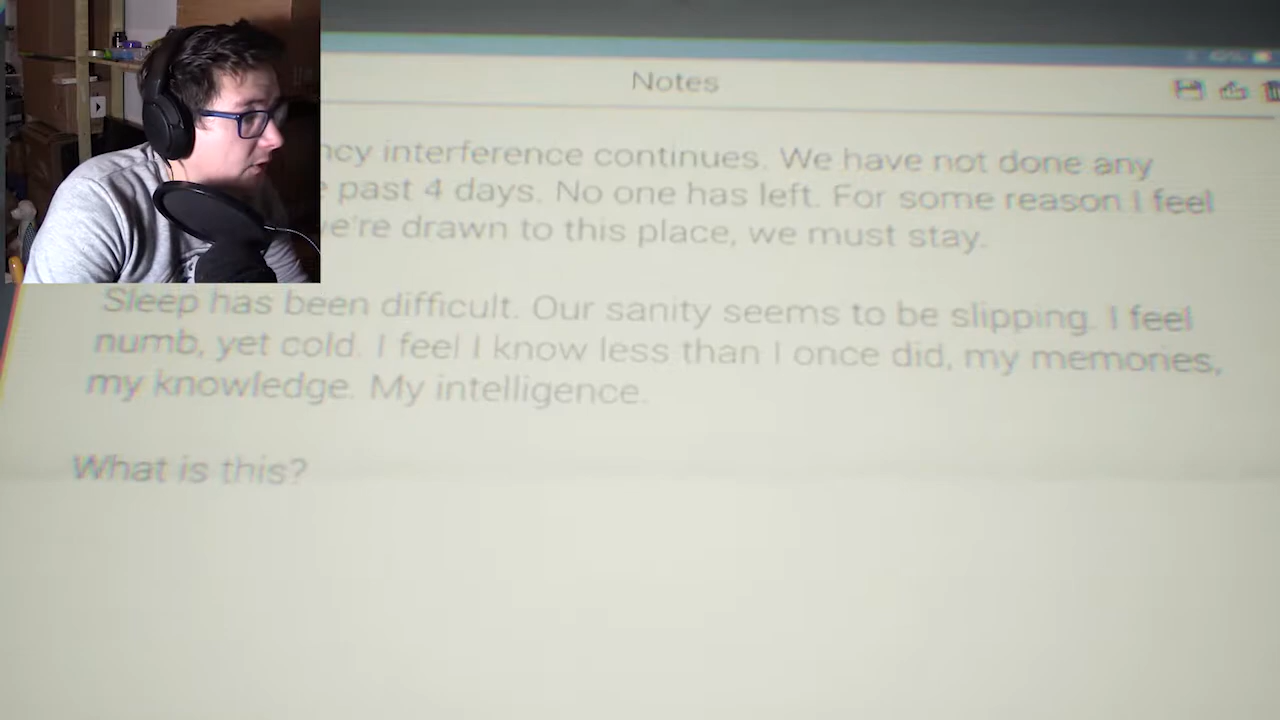 Notes
ncy interference continues. We have not done any
past 4 days. No one has left. For some reason I feel
we're drawn to this place, we must stay.
Sleep has been difficult. Our sanity seems to be slipping. I feel
numb, yet cold. I feel I know less than I once did, my memories,
my knowledge. My intelligence.
What is this?